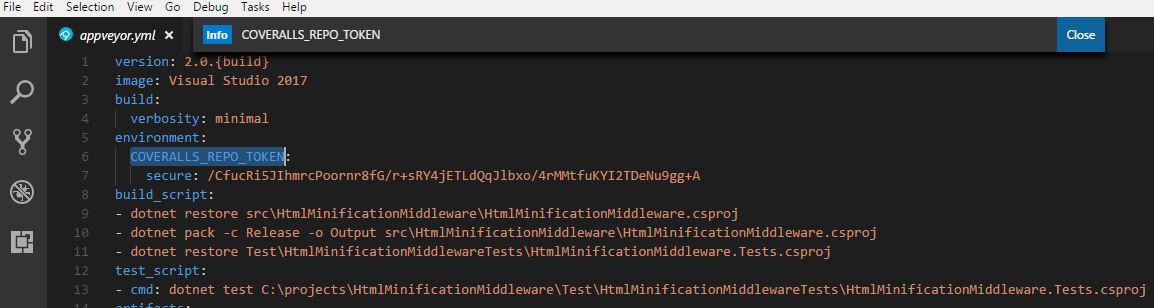 File Edit Selection View Go Debug Tasks Help
appveyor.yml
Info COVERALLS_REPO_TOKEN Close
1 version: 2.0.{build}
2 image: Visual Studio 2017
3 build:
4 verbosity: minimal
5 environment:
6 COVERALLS_REPO_TOKEN:
7 secure: /CfucRi5JIhmrcPoornr8fG/r+sRY4jETLdQqJlbxo/4rMMtfuKYI2TDeNu9gg+A
8 build_script:
9 - dotnet restore src\HtmlMinificationMiddleware\HtmlMinificationMiddleware.csproj
10 - dotnet pack -c Release -o Output src\HtmlMinificationMiddleware\HtmlMinificationMiddleware.csproj
11 - dotnet restore Test\HtmlMinificationMiddlewareTests\HtmlMinificationMiddleware.Tests.csproj
12 test_script:
13 - cmd: dotnet test C:\projects\HtmlMinificationMiddleware\Test\HtmlMinificationMiddlewareTests\HtmlMinificationMiddleware.Tests.csproj
14 artifacts: